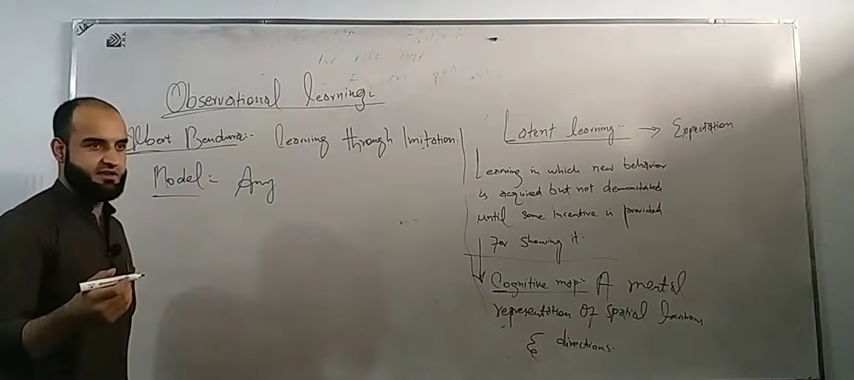 Observational learning:
Albert Bandura:- Learning through Imitation
Model:- Any
Latent learning:- → Expectation
Learning in which new behavior
is acquired but not demonstrated
until some Incentive is provided
For showing it.
Cognitive map:- A mental
representation Of spatial locations
& directions.